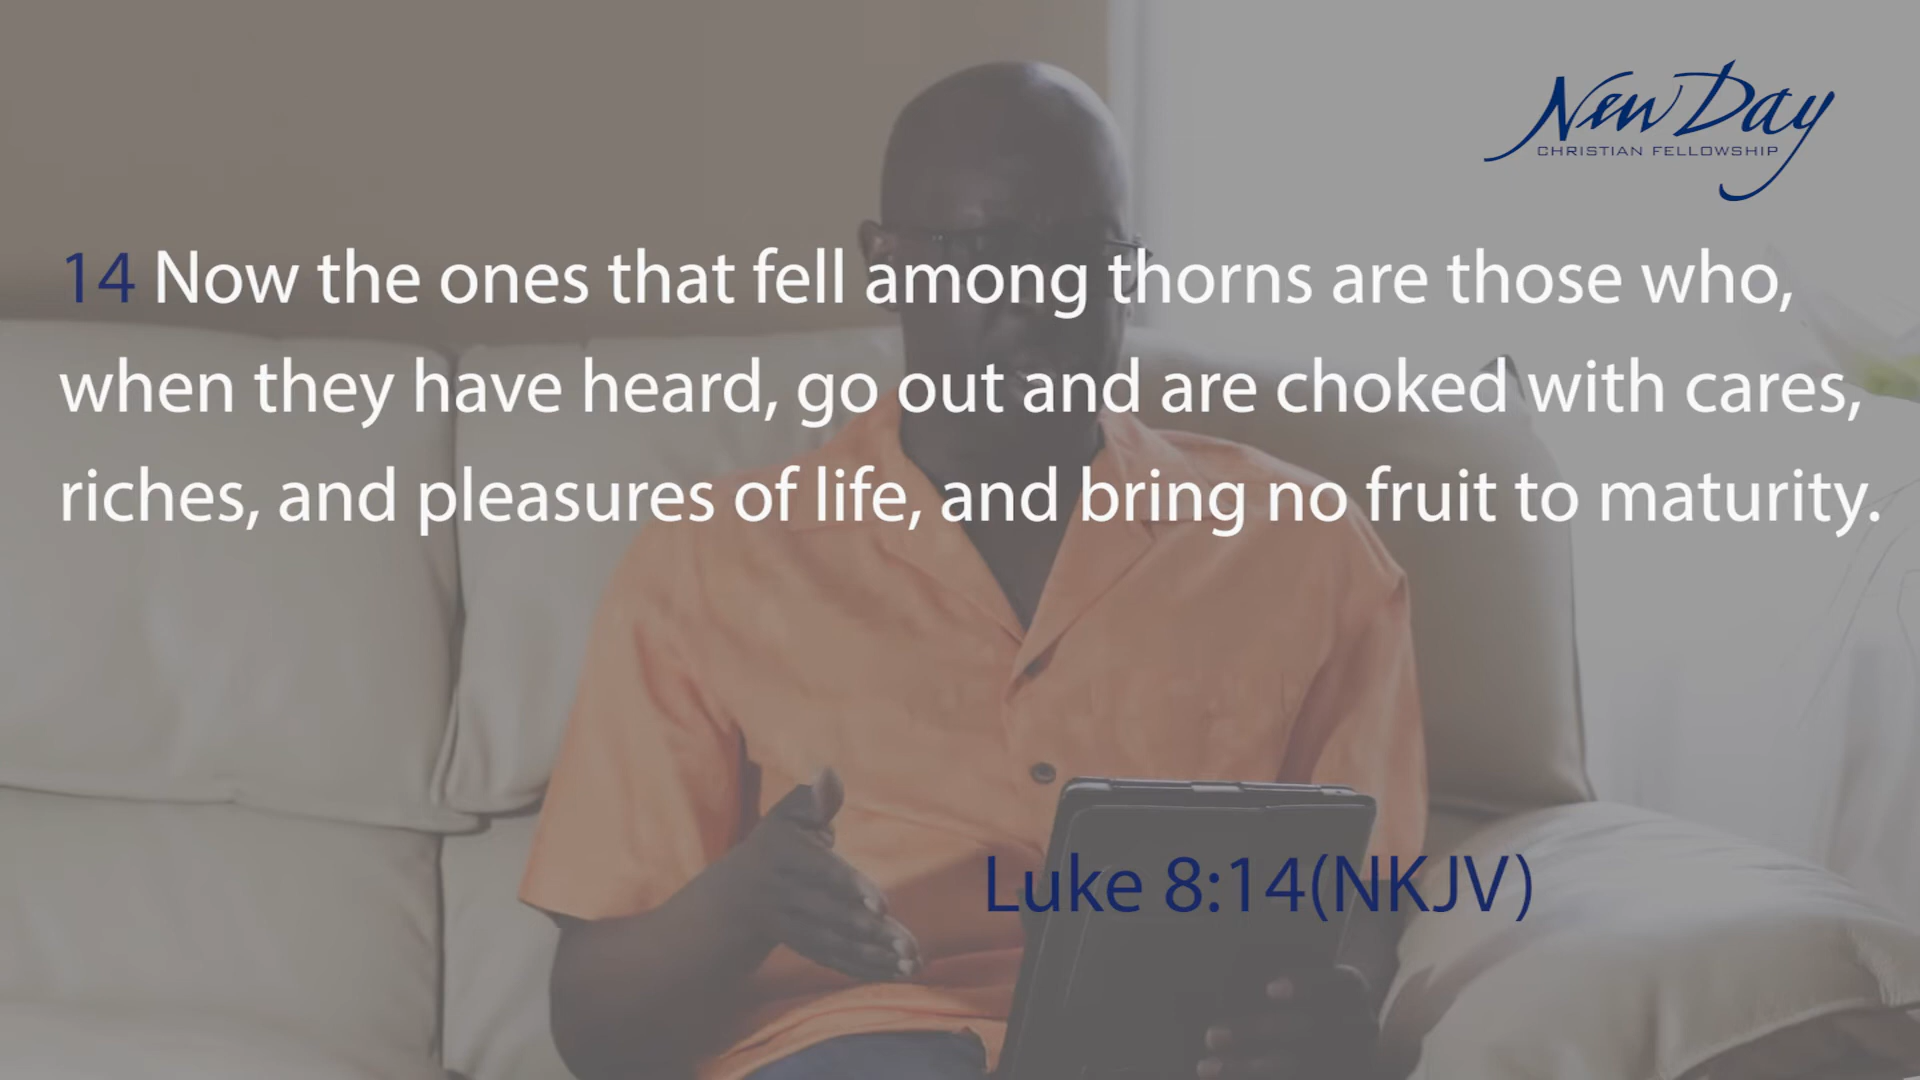 New Day
CHRISTIAN FELLOWSHIP
14 Now the ones that fell among thorns are those who,
when they have heard, go out and are choked with cares,
riches, and pleasures of life, and bring no fruit to maturity.
Luke 8:14(NKJV)